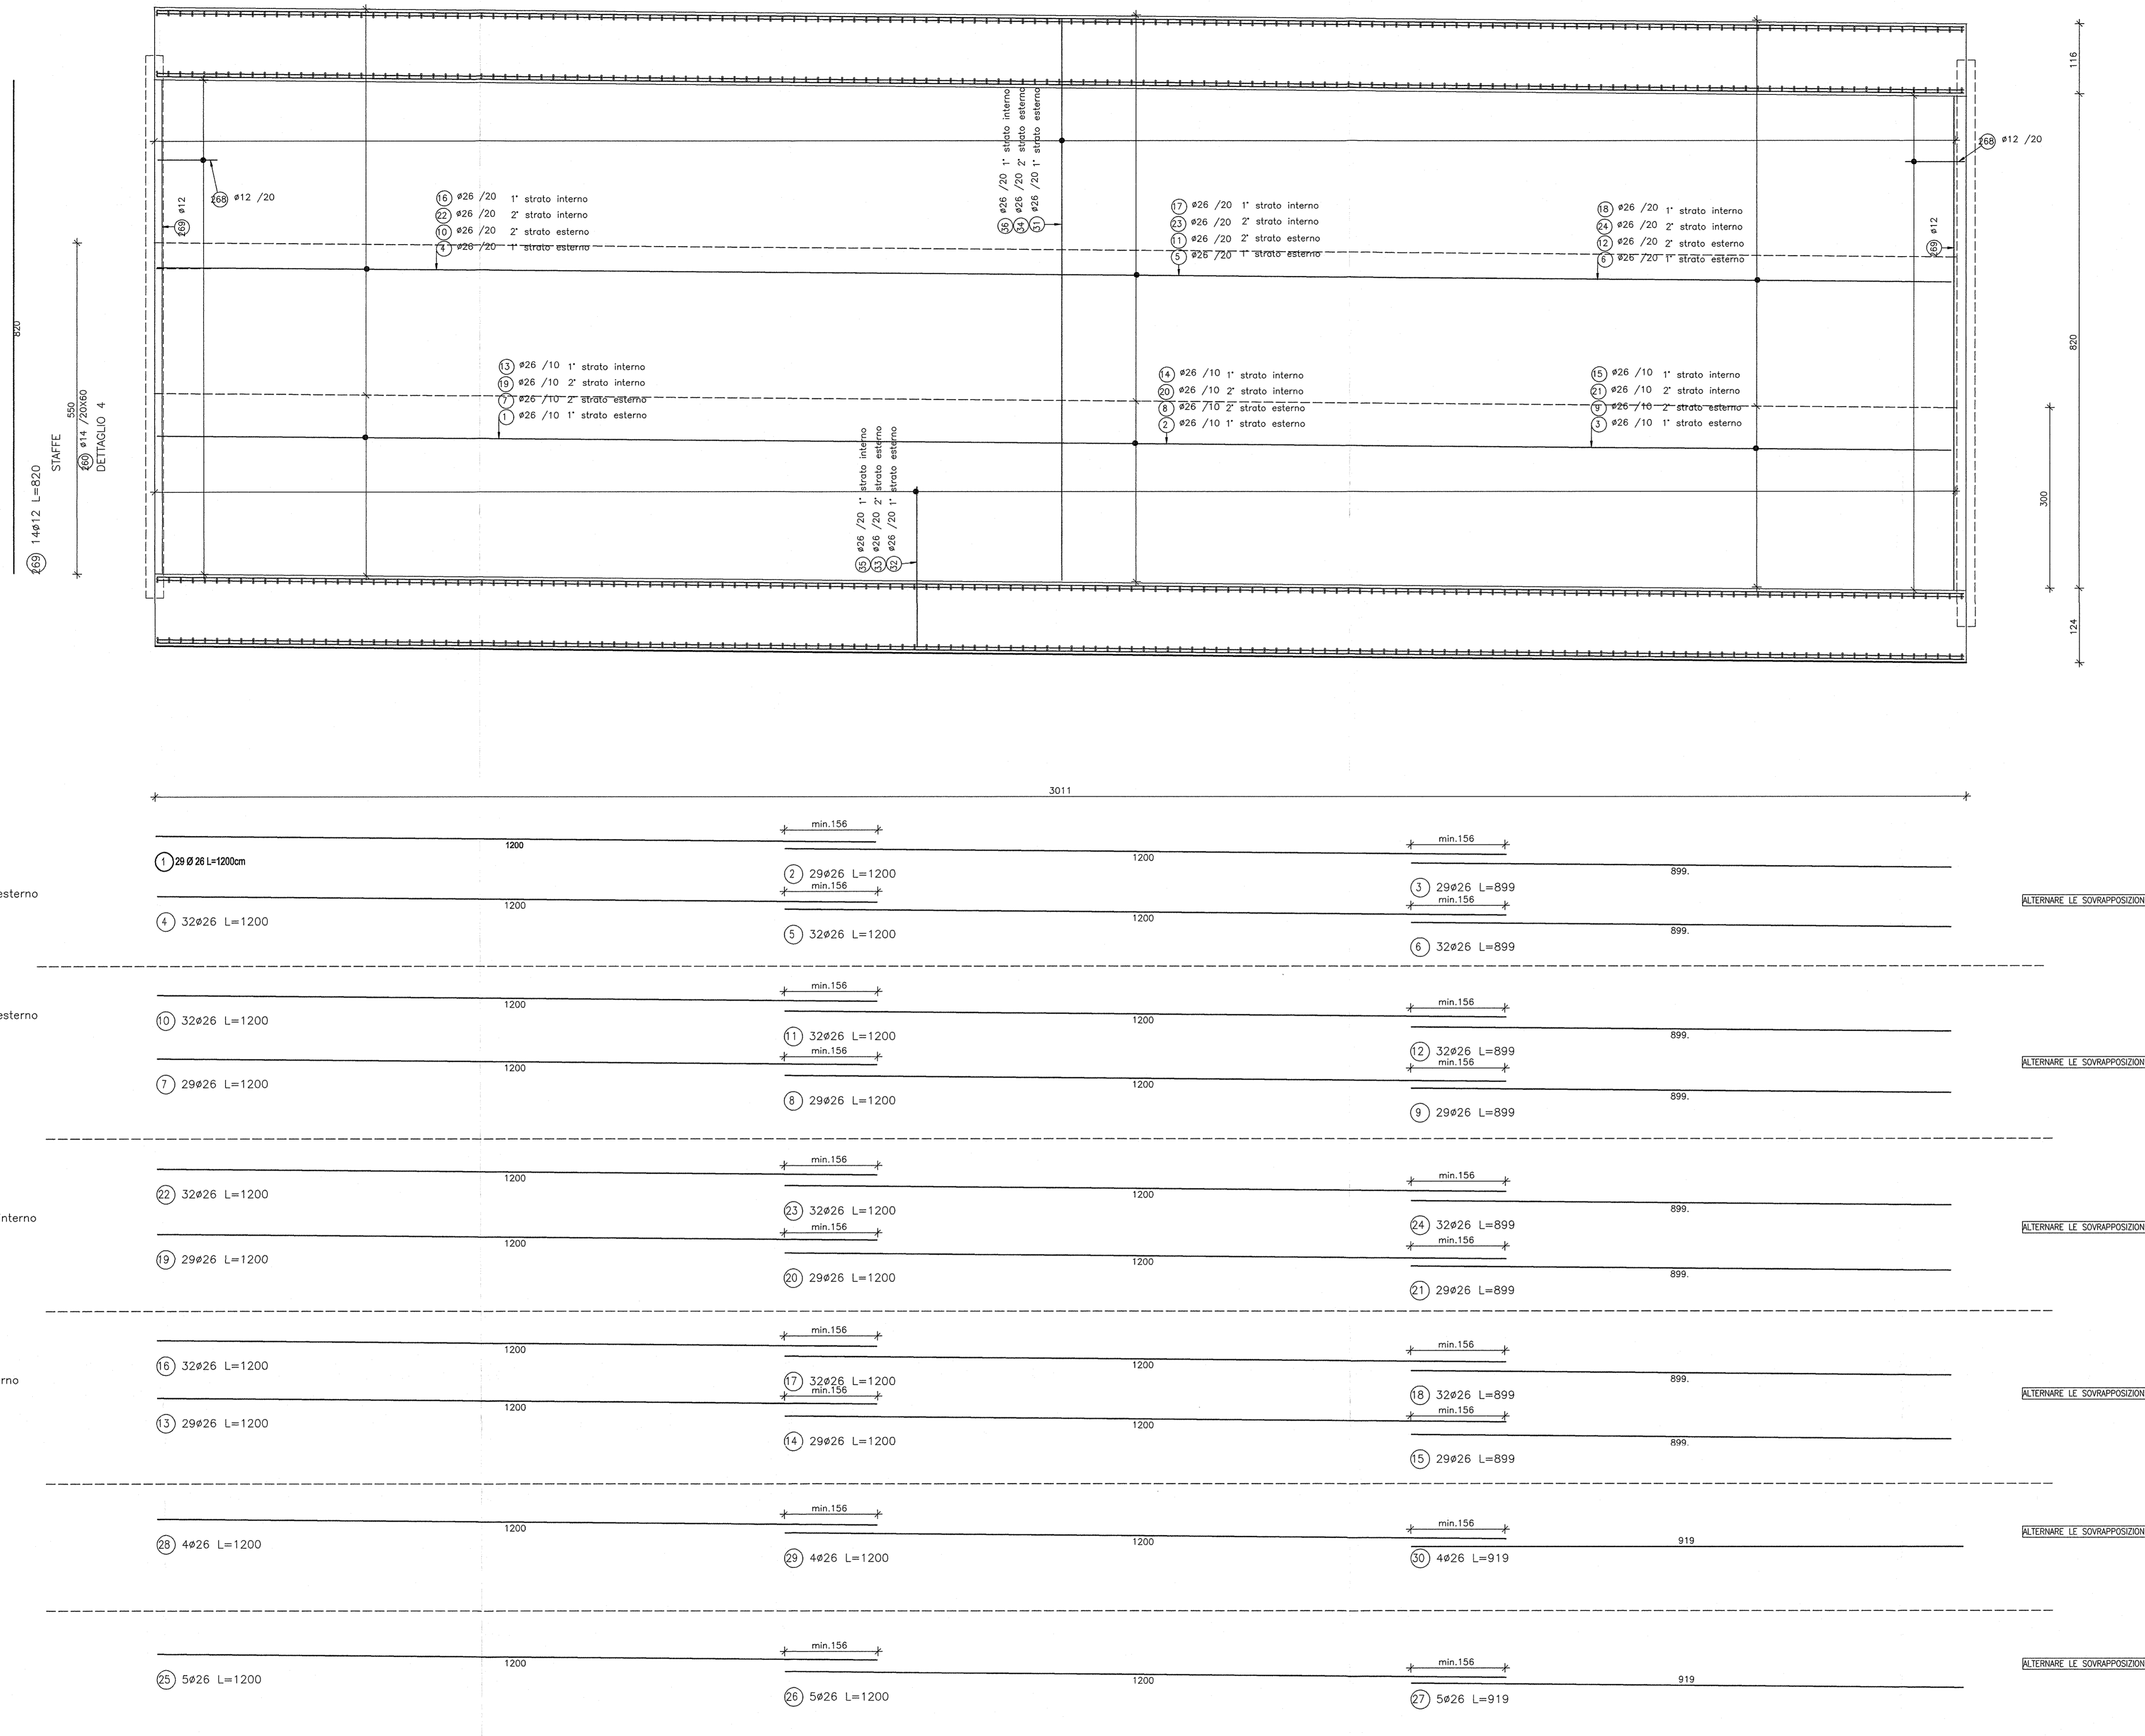 116
268 ø12 /20
36 ø26 /20 1° strato interno
34 ø26 /20 2° strato esterno
31 ø26 /20 1° strato esterno
269 ø12
268 ø12 /20
16 ø26 /20 1° strato interno
22 ø26 /20 2° strato interno
10 ø26 /20 2° strato esterno
4 ø26 /20 1° strato esterno
17 ø26 /20 1° strato interno
23 ø26 /20 2° strato interno
11 ø26 /20 2° strato esterno
5 ø26 /20 1° strato esterno
18 ø26 /20 1° strato interno
24 ø26 /20 2° strato interno
12 ø26 /20 2° strato esterno
6 ø26 /20 1° strato esterno
269 ø12
820
820
13 ø26 /10 1° strato interno
19 ø26 /10 2° strato interno
7 ø26 /10 2° strato esterno
1 ø26 /10 1° strato esterno
14 ø26 /10 1° strato interno
20 ø26 /10 2° strato interno
8 ø26 /10 2° strato esterno
2 ø26 /10 1° strato esterno
15 ø26 /10 1° strato interno
21 ø26 /10 2° strato interno
9 ø26 /10 2° strato esterno
3 ø26 /10 1° strato esterno
269 14ø12 L=820
STAFFE
550
260 ø14 /20X60
DETTAGLIO 4
35 ø26 /20 1° strato interno
33 ø26 /20 2° strato esterno
32 ø26 /20 1° strato esterno
300
124
3011
min.156
1200
1 29 Ø 26 L=1200cm
1200
2 29ø26 L=1200
min.156
899.
3 29ø26 L=899
esterno
ALTERNARE LE SOVRAPPOSIZION
min.156
1200
4 32ø26 L=1200
1200
5 32ø26 L=1200
min.156
899.
6 32ø26 L=899
min.156
1200
10 32ø26 L=1200
1200
11 32ø26 L=1200
min.156
899.
12 32ø26 L=899
esterno
ALTERNARE LE SOVRAPPOSIZION
min.156
1200
7 29ø26 L=1200
1200
8 29ø26 L=1200
min.156
899.
9 29ø26 L=899
min.156
1200
22 32ø26 L=1200
1200
23 32ø26 L=1200
min.156
899.
24 32ø26 L=899
interno
ALTERNARE LE SOVRAPPOSIZION
min.156
1200
19 29ø26 L=1200
1200
20 29ø26 L=1200
min.156
899.
21 29ø26 L=899
min.156
1200
16 32ø26 L=1200
1200
17 32ø26 L=1200
min.156
899.
18 32ø26 L=899
rno
ALTERNARE LE SOVRAPPOSIZION
min.156
1200
13 29ø26 L=1200
1200
14 29ø26 L=1200
min.156
899.
15 29ø26 L=899
min.156
1200
28 4ø26 L=1200
1200
29 4ø26 L=1200
min.156
919
30 4ø26 L=919
ALTERNARE LE SOVRAPPOSIZION
min.156
1200
25 5ø26 L=1200
1200
26 5ø26 L=1200
min.156
919
27 5ø26 L=919
ALTERNARE LE SOVRAPPOSIZION